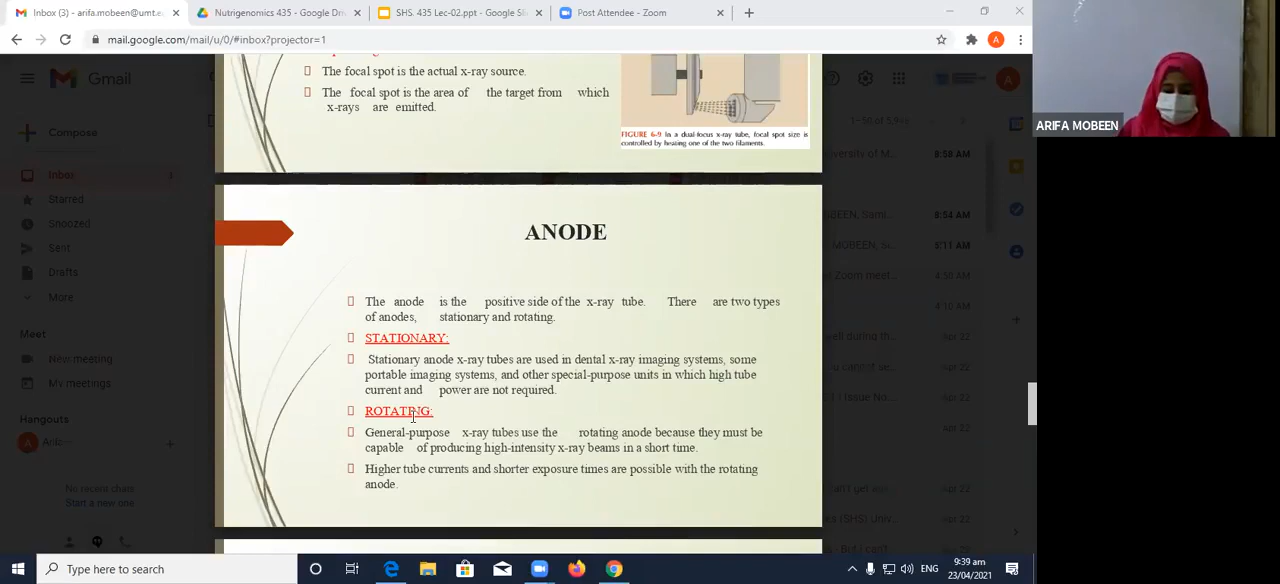 Inbox (3) - arifa.mobeen@umt.e
Nutrigenomics 435 - Google Dri
SHS. 435 Lec-02.ppt - Google Sli
Post Attendee - Zoom
mail.google.com/mail/u/0/#inbox?projector=1
Gmail
Compose
Inbox
Starred
Snoozed
Sent
Drafts
More
Meet
New meeting
My meetings
Hangouts
No recent chats
Start a new one
The focal spot is the actual x-ray source.
The focal spot is the area of the target from which
x-rays are emitted.
FIGURE 6-9 In a dual-focus x-ray tube, focal spot size is
controlled by heating one of the two filaments.
ANODE
The anode is the positive side of the x-ray tube. There are two types
of anodes, stationary and rotating.
STATIONARY:
Stationary anode x-ray tubes are used in dental x-ray imaging systems, some
portable imaging systems, and other special-purpose units in which high tube
current and power are not required.
ROTATING:
General-purpose x-ray tubes use the rotating anode because they must be
capable of producing high-intensity x-ray beams in a short time.
Higher tube currents and shorter exposure times are possible with the rotating
anode.
8:58 AM
8:54 AM
Apr 22
Apr 22
Apr 22
Apr 22
ARIFA MOBEEN
Type here to search
ENG
9:39 am
23/04/2021